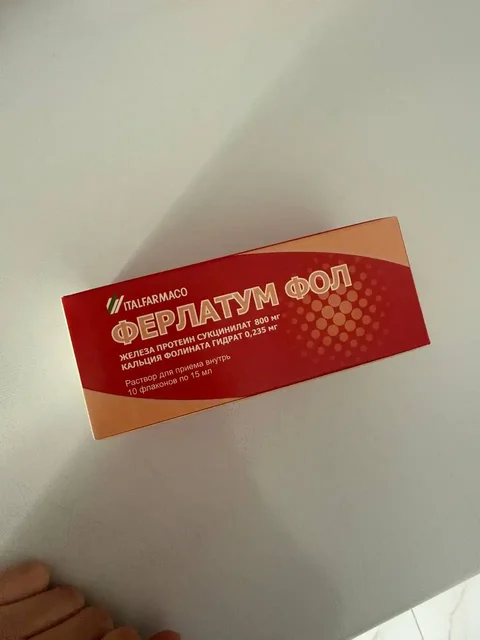 ITALFARMACO
ФЕРЛАТУМ ФОЛ
ЖЕЛЕЗА ПРОТЕИН СУКЦИНИЛАТ 800 мг
КАЛЬЦИЯ ФОЛИНАТА ГИДРАТ 0,235 мг
Раствор для приема внутрь
10 флаконов по 15 мл